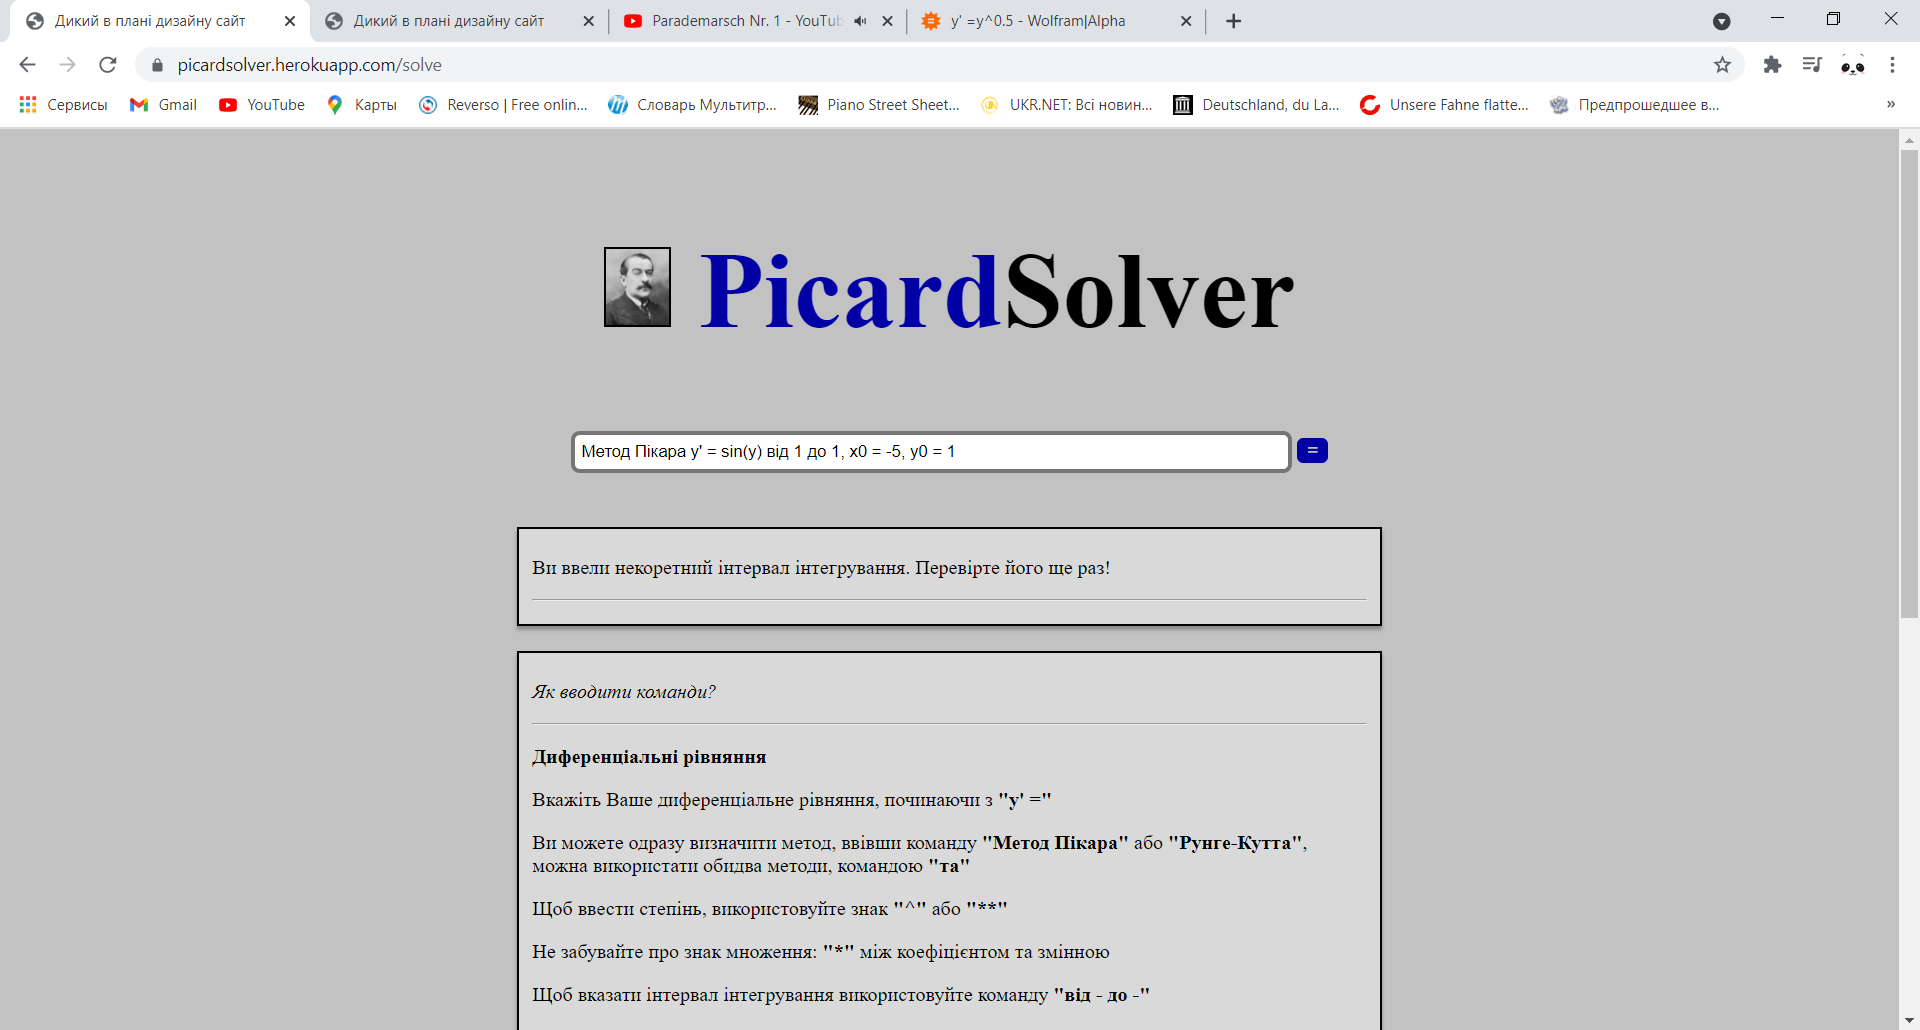 Дикий в плані дизайну сайт
Дикий в плані дизайну сайт
Parademarsch Nr. 1 - YouTub
y' =y^0.5 - Wolfram|Alpha
picardsolver.herokuapp.com/solve
Сервисы
Gmail
YouTube
Карты
Reverso | Free onlin...
Словарь Мультитр...
Piano Street Sheet...
UKR.NET: Всі новин...
Deutschland, du La...
Unsere Fahne flatte...
Предпрошедшее в...
»
PicardSolver
Метод Пікара y' = sin(y) від 1 до 1, x0 = -5, y0 = 1
=
Ви ввели некоретний інтервал інтегрування. Перевірте його ще раз!
Як вводити команди?
Диференціальні рівняння
Вкажіть Ваше диференціальне рівняння, починаючи з "y' ="
Ви можете одразу визначити метод, ввівши команду "Метод Пікара" або "Рунге-Кутта",
можна використати обидва методи, командою "та"
Щоб ввести степінь, використовуйте знак "^" або "**"
Не забувайте про знак множення: "*" між коефіцієнтом та змінною
Щоб вказати інтервал інтегрування використовуйте команду "від - до -"